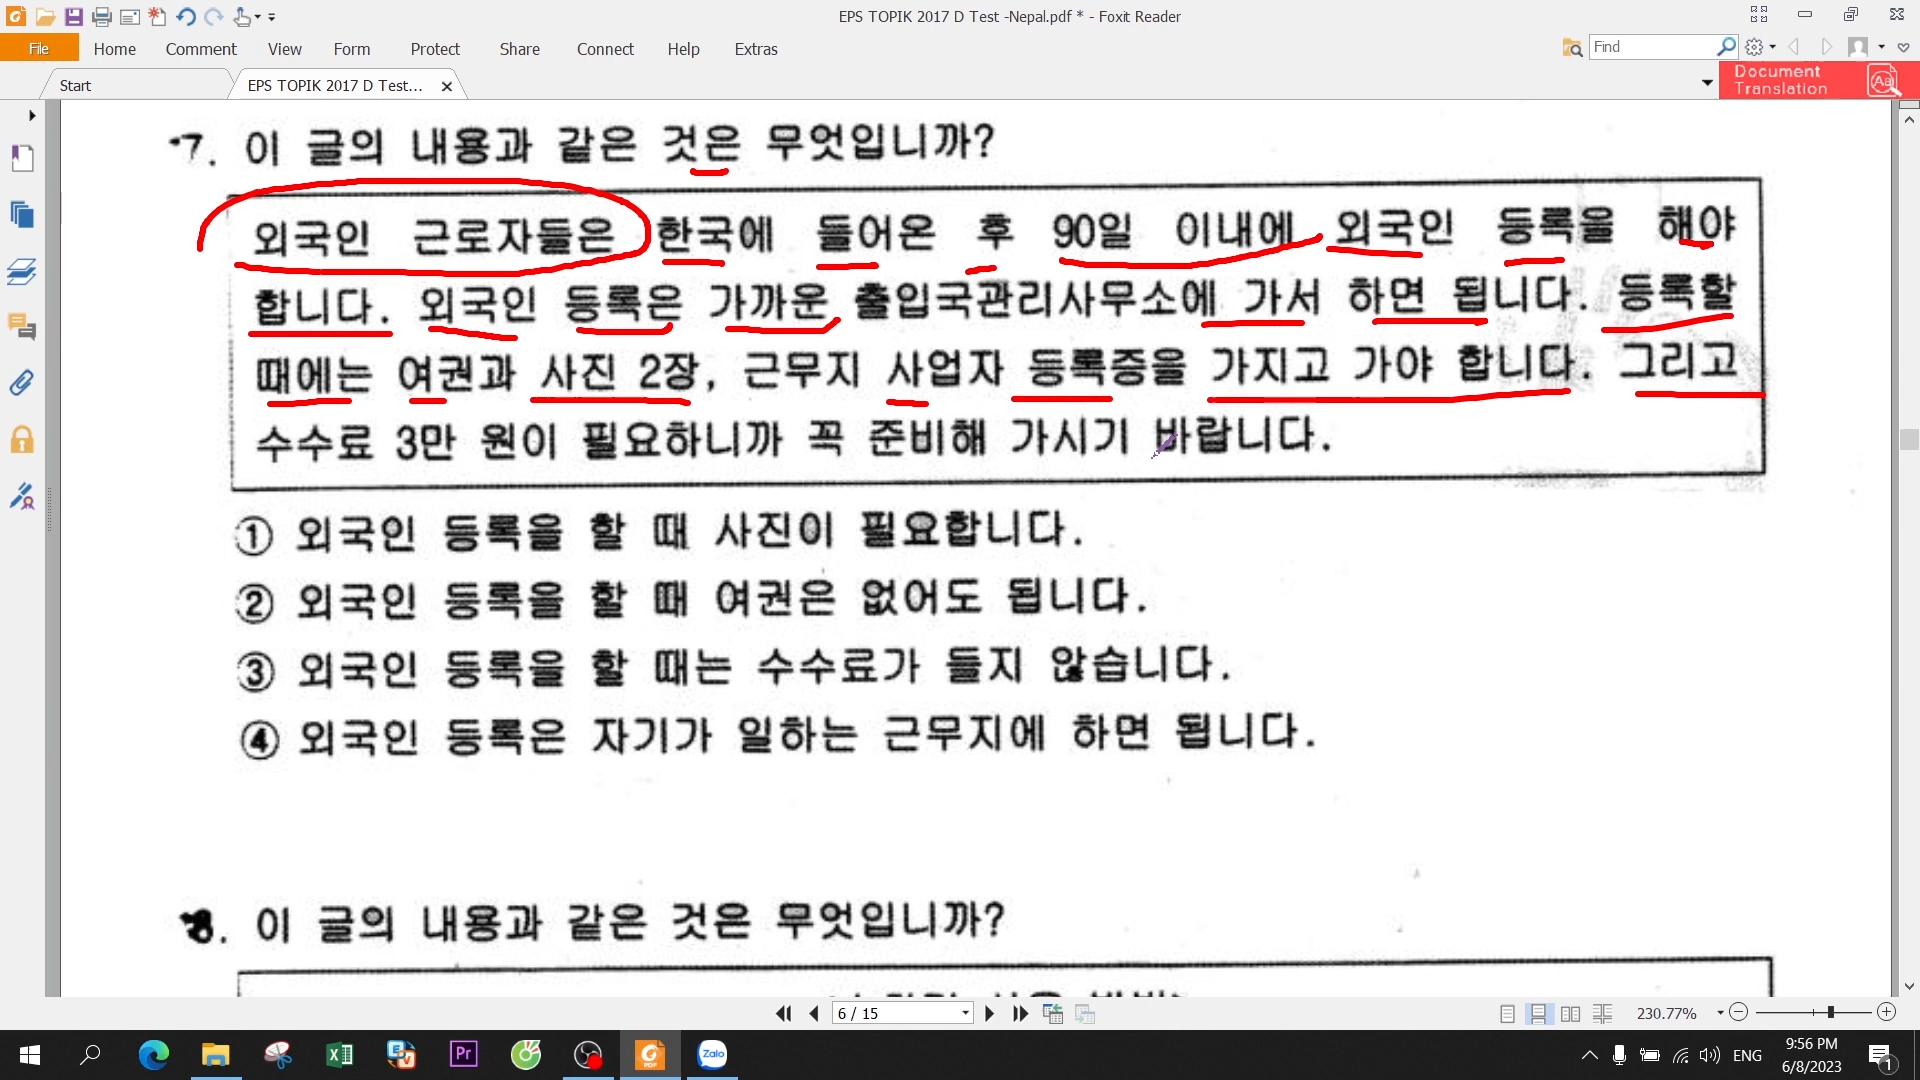 EPS TOPIK 2017 D Test -Nepal.pdf * - Foxit Reader
File Home Comment View Form Protect Share Connect Help Extras
Find
Start
EPS TOPIK 2017 D Test...
Document
Translation
7. 이 글의 내용과 같은 것은 무엇입니까?
외국인 근로자들은 한국에 들어온 후 90일 이내에 외국인 등록을 해야
합니다. 외국인 등록은 가까운 출입국관리사무소에 가서 하면 됩니다. 등록할
때에는 여권과 사진 2장, 근무지 사업자 등록증을 가지고 가야 합니다. 그리고
수수료 3만 원이 필요하니까 꼭 준비해 가시기 바랍니다.
① 외국인 등록을 할 때 사진이 필요합니다.
② 외국인 등록을 할 때 여권은 없어도 됩니다.
③ 외국인 등록을 할 때는 수수료가 들지 않습니다.
④ 외국인 등록은 자기가 일하는 근무지에 하면 됩니다.
8. 이 글의 내용과 같은 것은 무엇입니까?
6 / 15
230.77%
ENG
9:56 PM
6/8/2023
1
Pr
Zalo
PDF